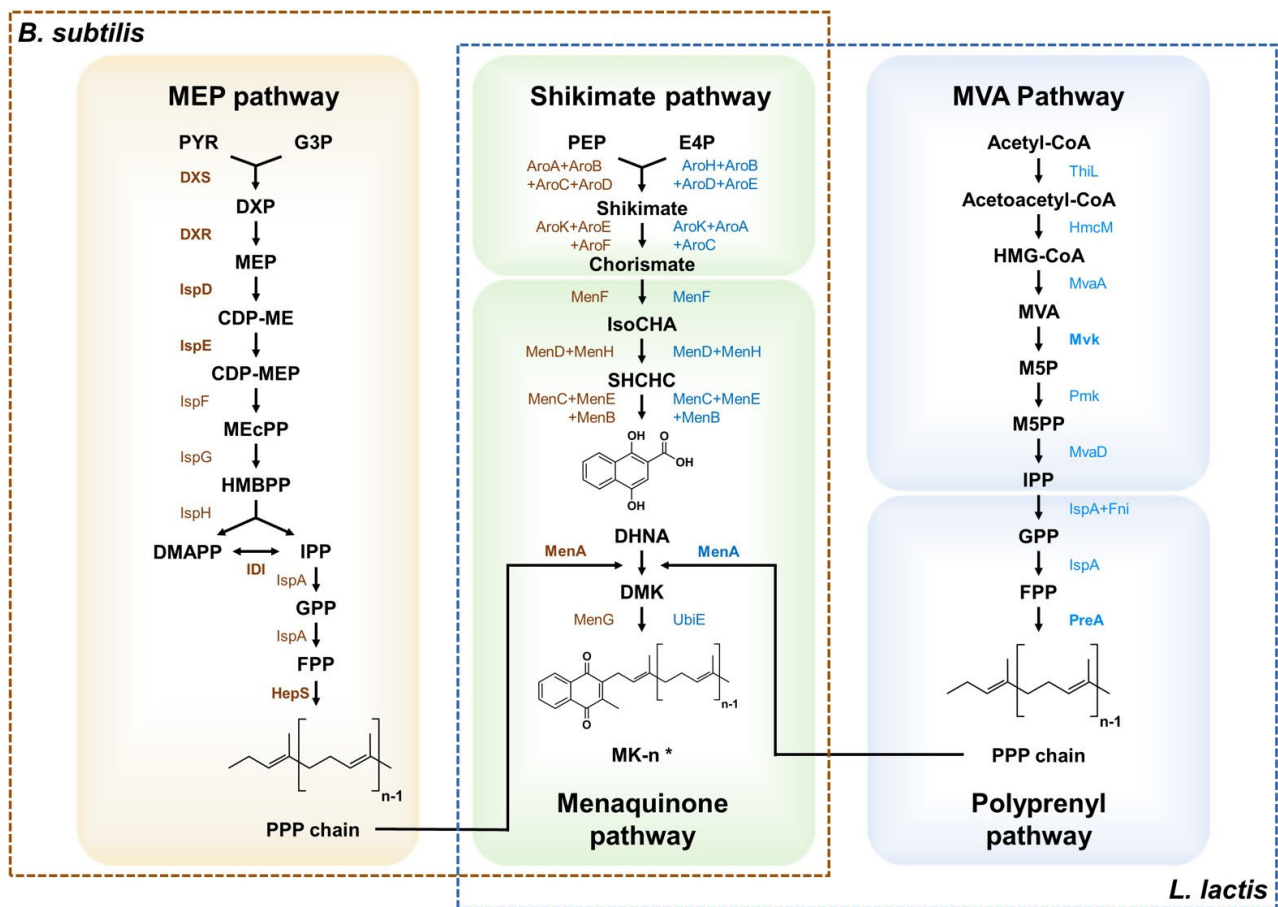 B. subtilis
MEP pathway
PYR G3P
DXS
DXP
DXR
MEP
IspD
CDP-ME
IspE
CDP-MEP
IspF
MEcPP
IspG
HMBPP
IspH
DMAPP IPP
IDI
IspA
GPP
IspA
FPP
HepS
n-1
PPP chain
Shikimate pathway
PEP E4P
AroA+AroB AroH+AroB
+AroC+AroD +AroD+AroE
Shikimate
AroK+AroE AroK+AroA
+AroF +AroC
Chorismate
MenF MenF
IsoCHA
MenD+MenH MenD+MenH
SHCHC
MenC+MenE MenC+MenE
+MenB +MenB
OH O
OH
OH
DHNA
MenA MenA
DMK
MenG UbiE
O
n-1
O
MK-n *
Menaquinone
pathway
MVA Pathway
Acetyl-CoA
ThiL
Acetoacetyl-CoA
HmcM
HMG-CoA
MvaA
MVA
Mvk
M5P
Pmk
M5PP
MvaD
IPP
IspA+Fni
GPP
IspA
FPP
PreA
n-1
PPP chain
Polyprenyl
pathway
L. lactis